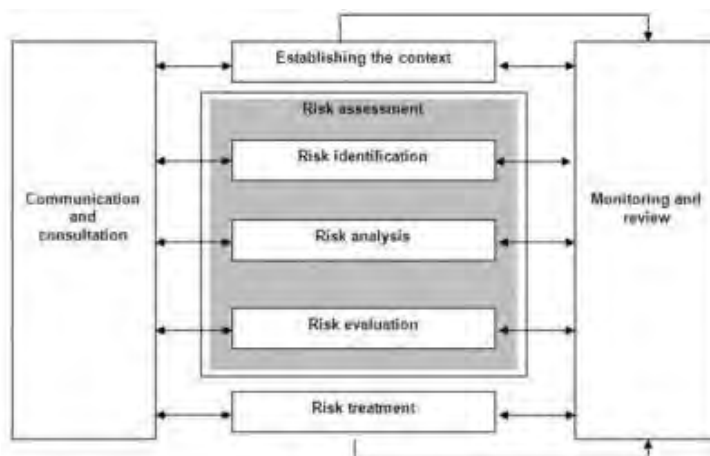 Establishing the context
Risk assessment
Risk identification
Communication
and
consultation
Monitoring and
review
Risk analysis
Risk evaluation
Risk treatment